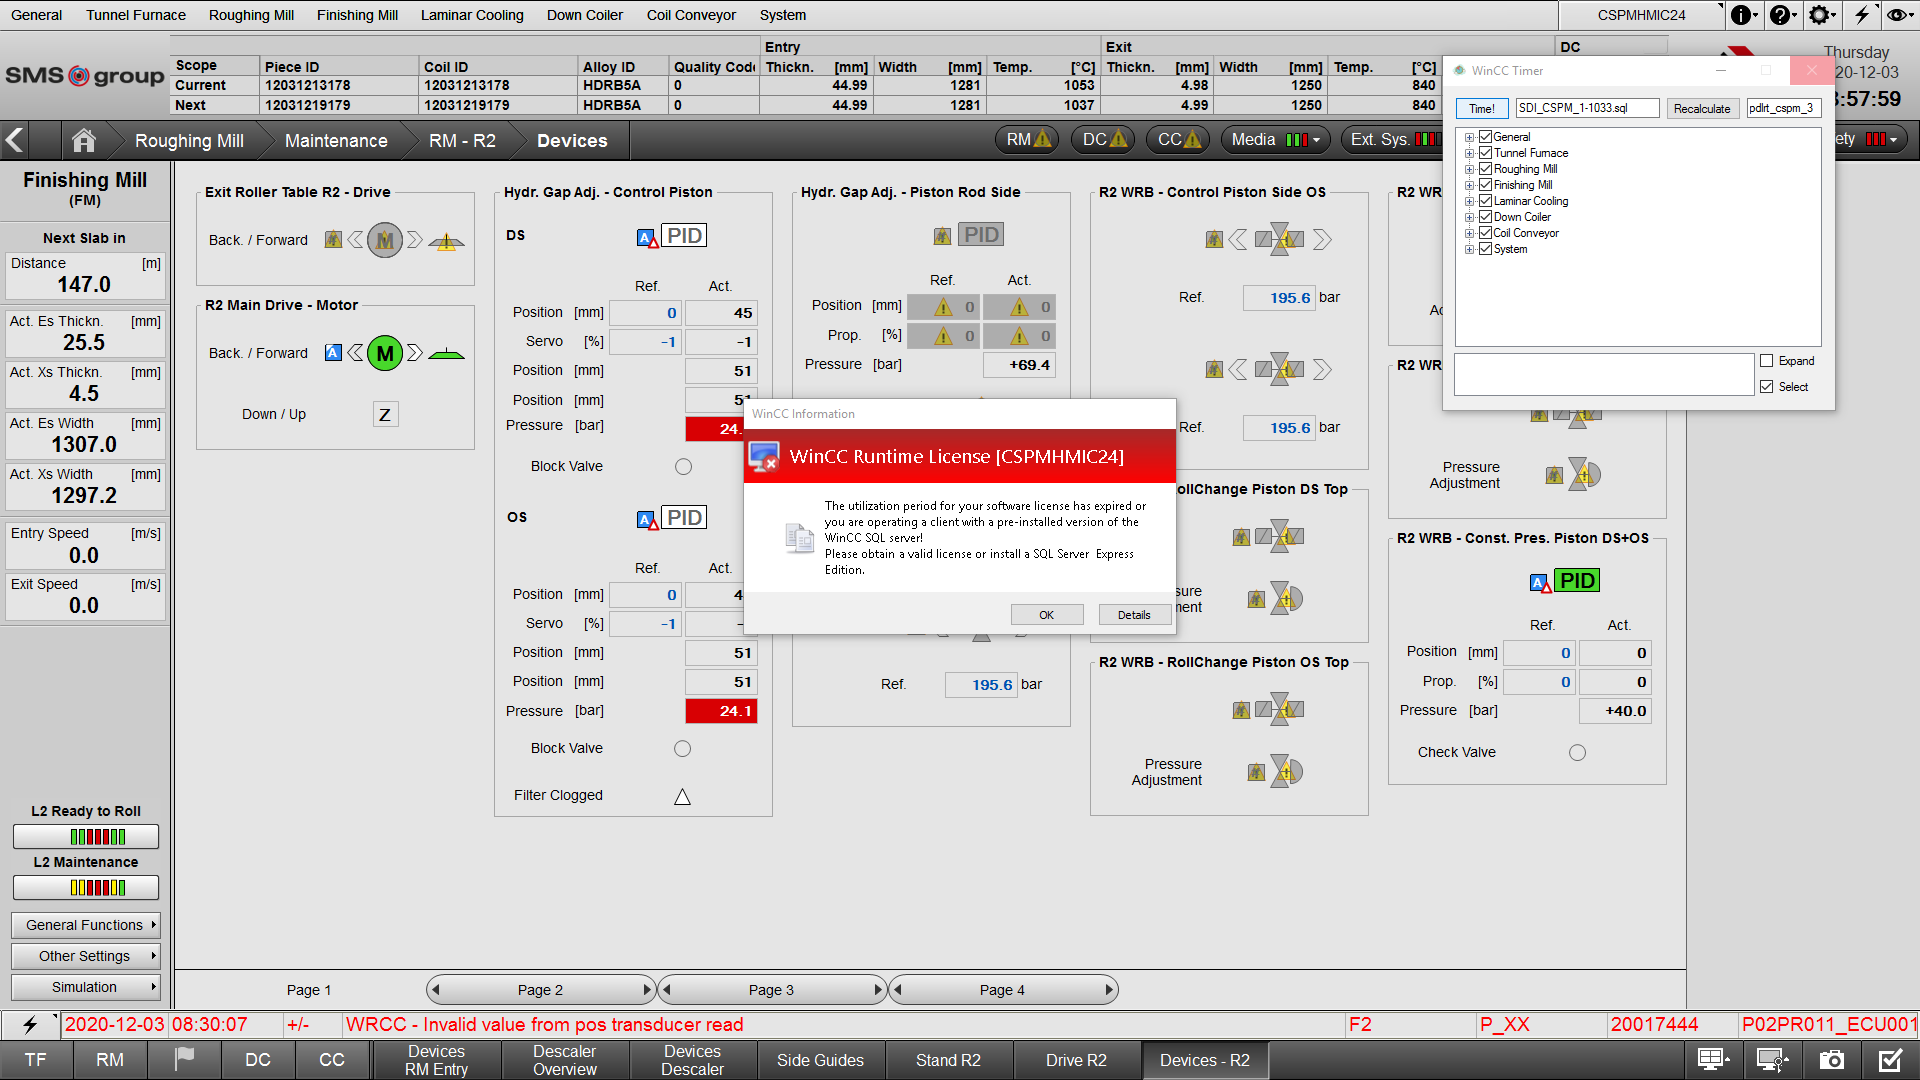 General Tunnel Furnace Roughing Mill Finishing Mill Laminar Cooling Down Coiler Coil Conveyor System CSPMHMIC24
SMS group
Entry Exit DC
Scope Piece ID Coil ID Alloy ID Quality Code Thickn. [mm] Width [mm] Temp. [°C] Thickn. [mm] Width [mm] Temp. [°C]
Current 12031213178 12031213178 HDRB5A 0 44.99 1281 1053 4.98 1250 840
Next 12031219179 12031219179 HDRB5A 0 44.99 1281 1037 4.99 1250 840
Thursday
20-12-03
3:57:59
Roughing Mill Maintenance RM - R2 Devices RM DC CC Media Ext. Sys. ety
WinCC Timer
Time! SDI_CSPM_1-1033.sql Recalculate pdlrt_cspm_3
General
Tunnel Furnace
Roughing Mill
Finishing Mill
Laminar Cooling
Down Coiler
Coil Conveyor
System
Expand
Select
Finishing Mill
(FM)
Next Slab in
Distance [m]
147.0
Act. Es Thickn. [mm]
25.5
Act. Xs Thickn. [mm]
4.5
Act. Es Width [mm]
1307.0
Act. Xs Width [mm]
1297.2
Entry Speed [m/s]
0.0
Exit Speed [m/s]
0.0
L2 Ready to Roll
L2 Maintenance
General Functions
Other Settings
Simulation
Exit Roller Table R2 - Drive
Back. / Forward M
R2 Main Drive - Motor
Back. / Forward A M
Down / Up Z
Hydr. Gap Adj. - Control Piston
DS A PID
Ref. Act.
Position [mm] 0 45
Servo [%] -1 -1
Position [mm] 51
Position [mm] 51
Pressure [bar] 24.
Block Valve
OS A PID
Ref. Act.
Position [mm] 0 4
Servo [%] -1 -
Position [mm] 51
Position [mm] 51
Pressure [bar] 24.1
Block Valve
Filter Clogged
Hydr. Gap Adj. - Piston Rod Side
PID
Ref. Act.
Position [mm] 0 0
Prop. [%] 0 0
Pressure [bar] +69.4
Ref. 195.6 bar
R2 WRB - Control Piston Side OS
Ref. 195.6 bar
Ref. 195.6 bar
ollChange Piston DS Top
sure
ment
R2 WRB - RollChange Piston OS Top
Pressure
Adjustment
R2 WR
Ac
R2 WR
Pressure
Adjustment
R2 WRB - Const. Pres. Piston DS+OS
A PID
Ref. Act.
Position [mm] 0 0
Prop. [%] 0 0
Pressure [bar] +40.0
Check Valve
WinCC Information
WinCC Runtime License [CSPMHMIC24]
The utilization period for your software license has expired or
you are operating a client with a pre-installed version of the
WinCC SQL server!
Please obtain a valid license or install a SQL Server Express
Edition.
OK Details
Page 1 Page 2 Page 3 Page 4
2020-12-03 08:30:07 +/- WRCC - Invalid value from pos transducer read F2 P_XX 20017444 P02PR011_ECU001
TF RM DC CC Devices RM Entry Descaler Overview Devices Descaler Side Guides Stand R2 Drive R2 Devices - R2